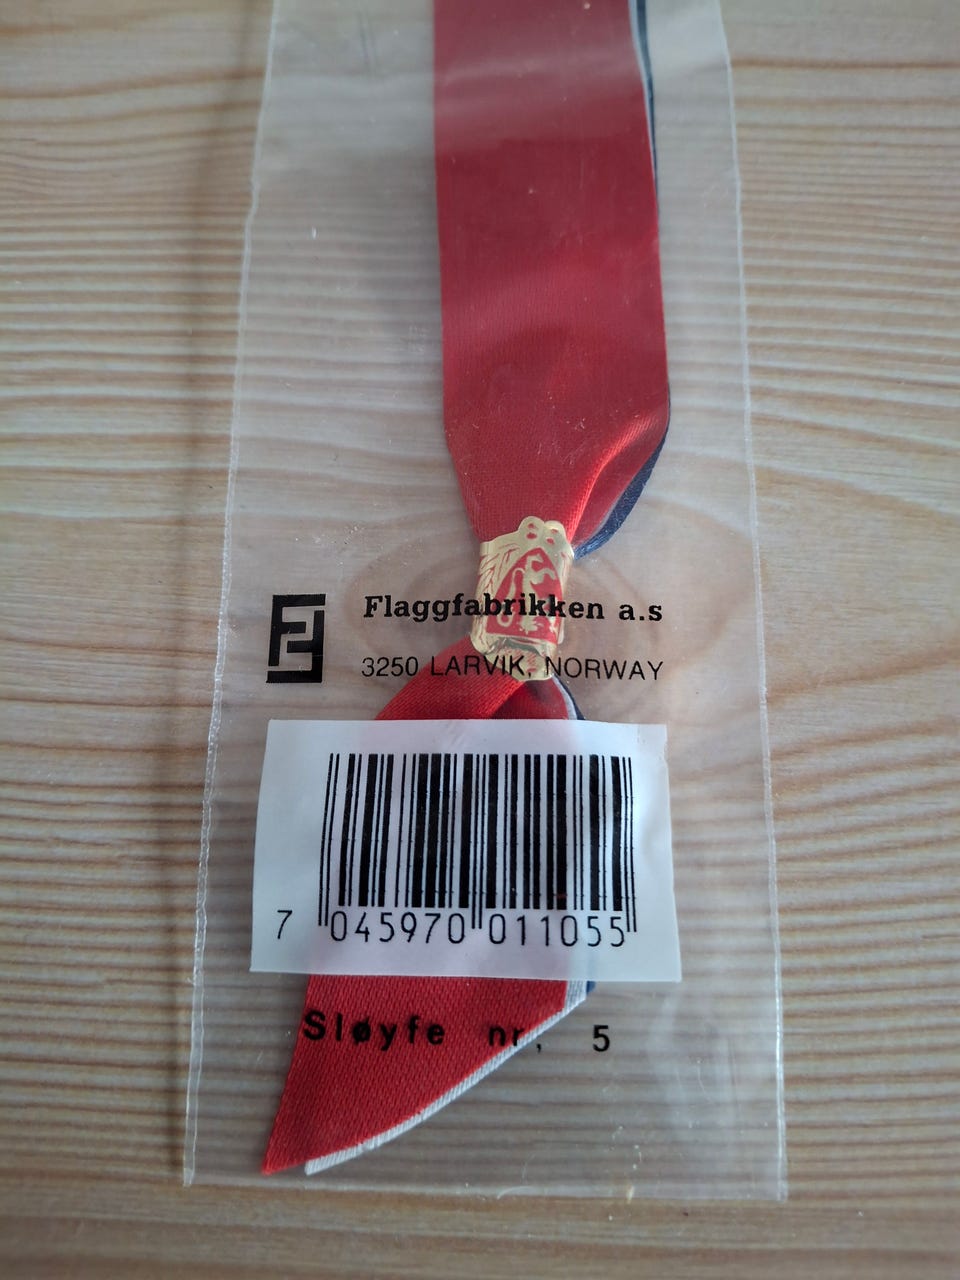 Flaggfabrikken a.s
3250 LARVIK, NORWAY
7 045970 011055
Sløyfe nr, 5